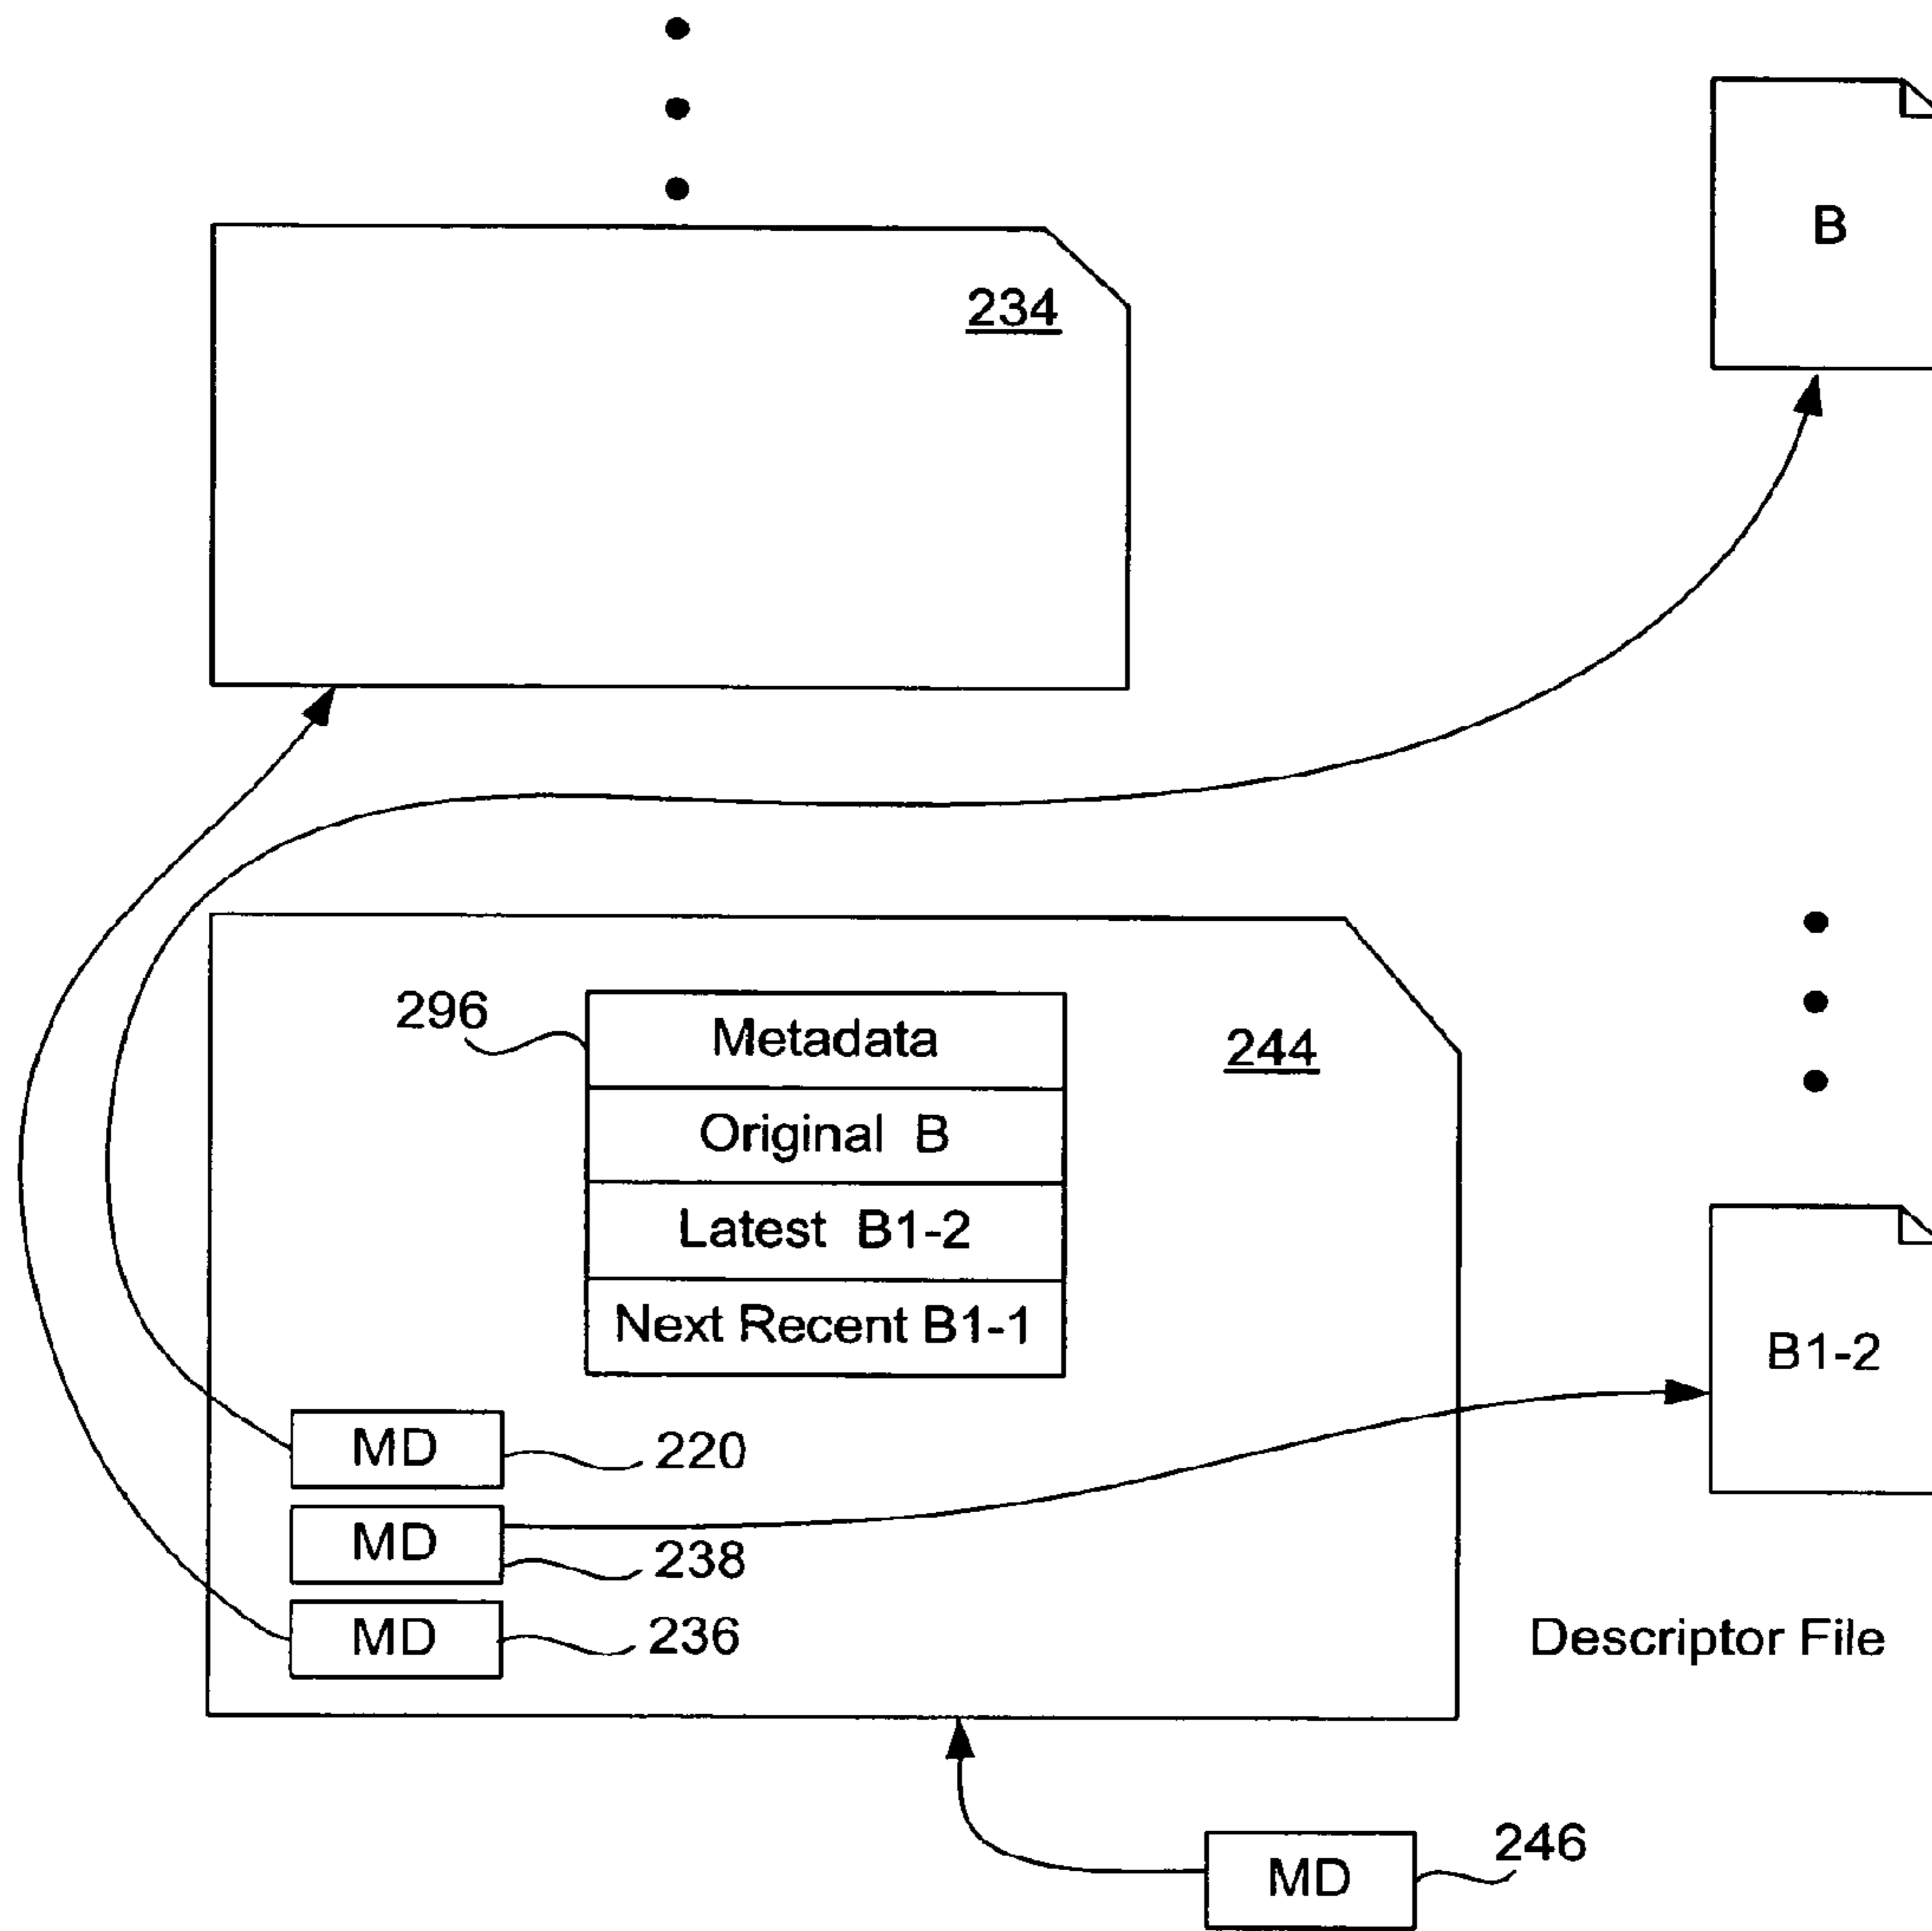 B
234
296
Metadata
244
Original B
Latest B1-2
Next Recent B1-1
B1-2
MD
220
MD
238
MD
236
Descriptor File
246
MD